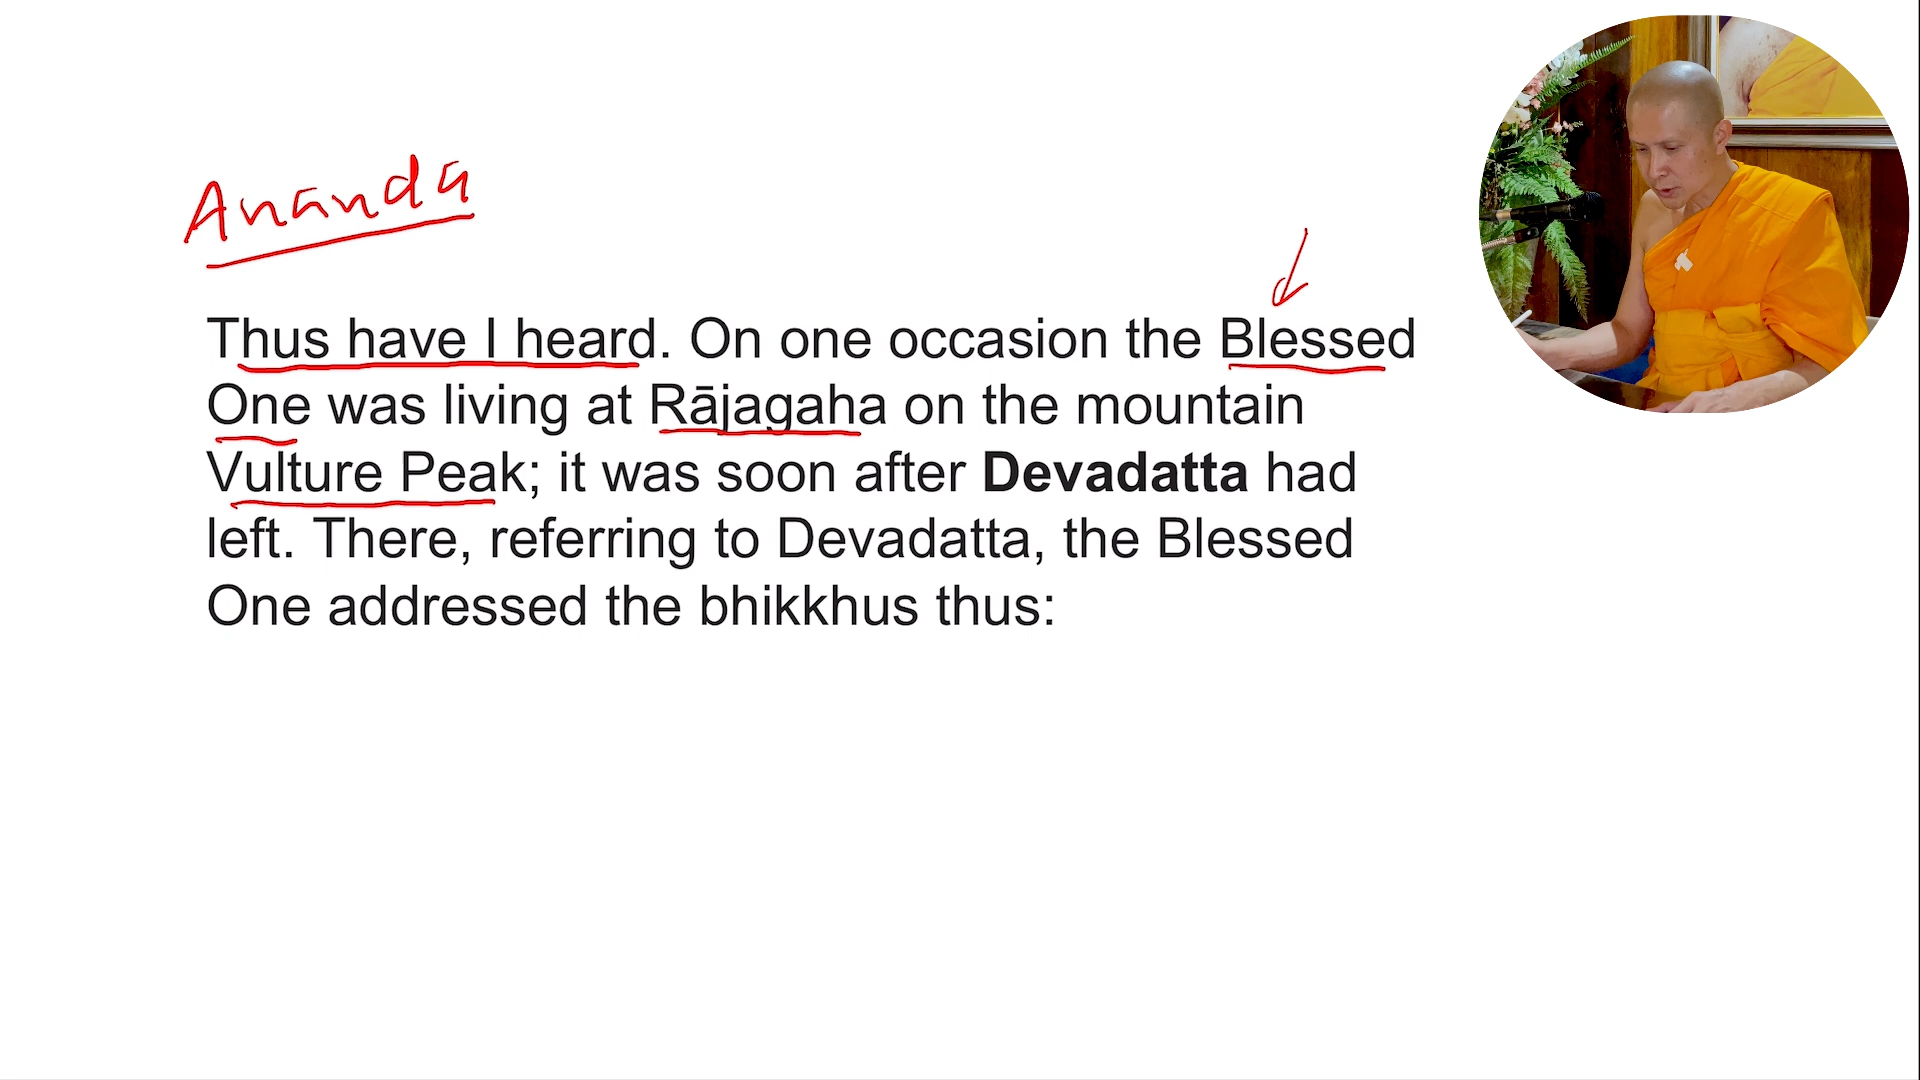 Ananda
Thus have I heard. On one occasion the Blessed
One was living at Rājagaha on the mountain
Vulture Peak; it was soon after Devadatta had
left. There, referring to Devadatta, the Blessed
One addressed the bhikkhus thus: